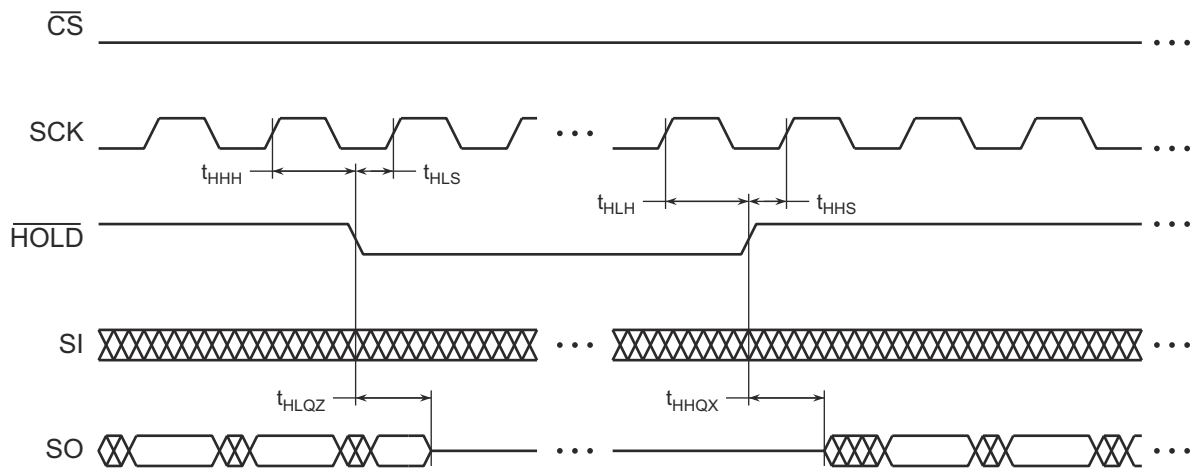 CS
SCK
tHHH
tHLS
tHLH
tHHS
HOLD
SI
tHLQZ
tHHQX
SO